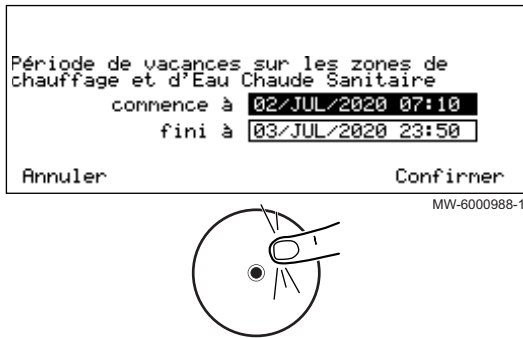 Période de vacances sur les zones de
chauffage et d'Eau Chaude Sanitaire
commence à 02/JUL/2020 07:10
fini à 03/JUL/2020 23:50
Annuler Confirmer
MW-6000988-1